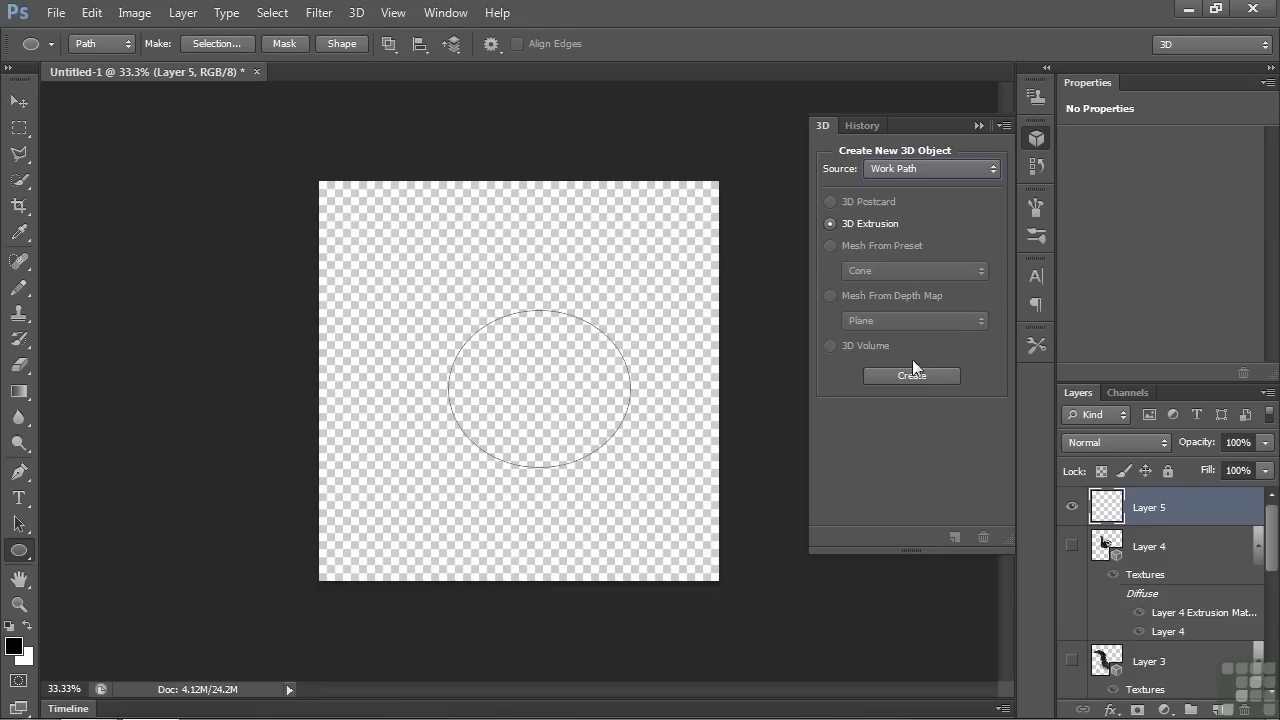 Ps File Edit Image Layer Type Select Filter 3D View Window Help
Path Make: Selection... Mask Shape Align Edges 3D
Untitled-1 @ 33.3% (Layer 5, RGB/8) * ×
3D History
Create New 3D Object
Source: Work Path
3D Postcard
3D Extrusion
Mesh From Preset
Cone
Mesh From Depth Map
Plane
3D Volume
Create
Properties
No Properties
Layers Channels
Kind
Normal Opacity: 100%
Lock: Fill: 100%
Layer 5
Layer 4
Textures
Diffuse
Layer 4 Extrusion Mat...
Layer 4
Layer 3
Textures
33.33% Doc: 4.12M/24.2M
Timeline